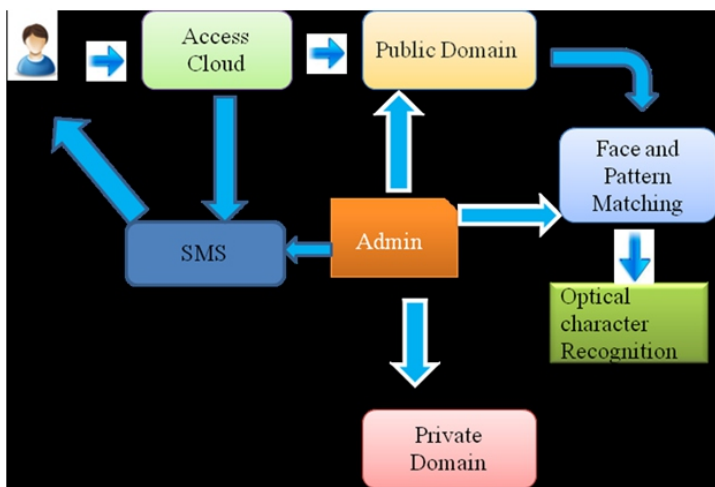 Access
Cloud
Public Domain
Face and
Pattern
Matching
SMS
Admin
Optical
character
Recognition
Private
Domain